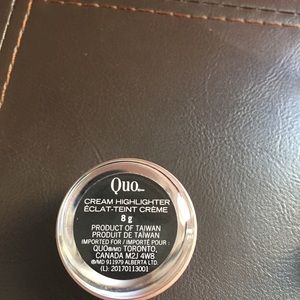 Quo
CREAM HIGHLIGHTER
ÉCLAT-TEINT CRÈME
8 g
PRODUCT OF TAIWAN
PRODUIT DE TAÏWAN
IMPORTED FOR / IMPORTÉ POUR :
QUO®/MD TORONTO,
CANADA M2J 4W8
®/MD 911979 ALBERTA LTD.
(L): 20170113001